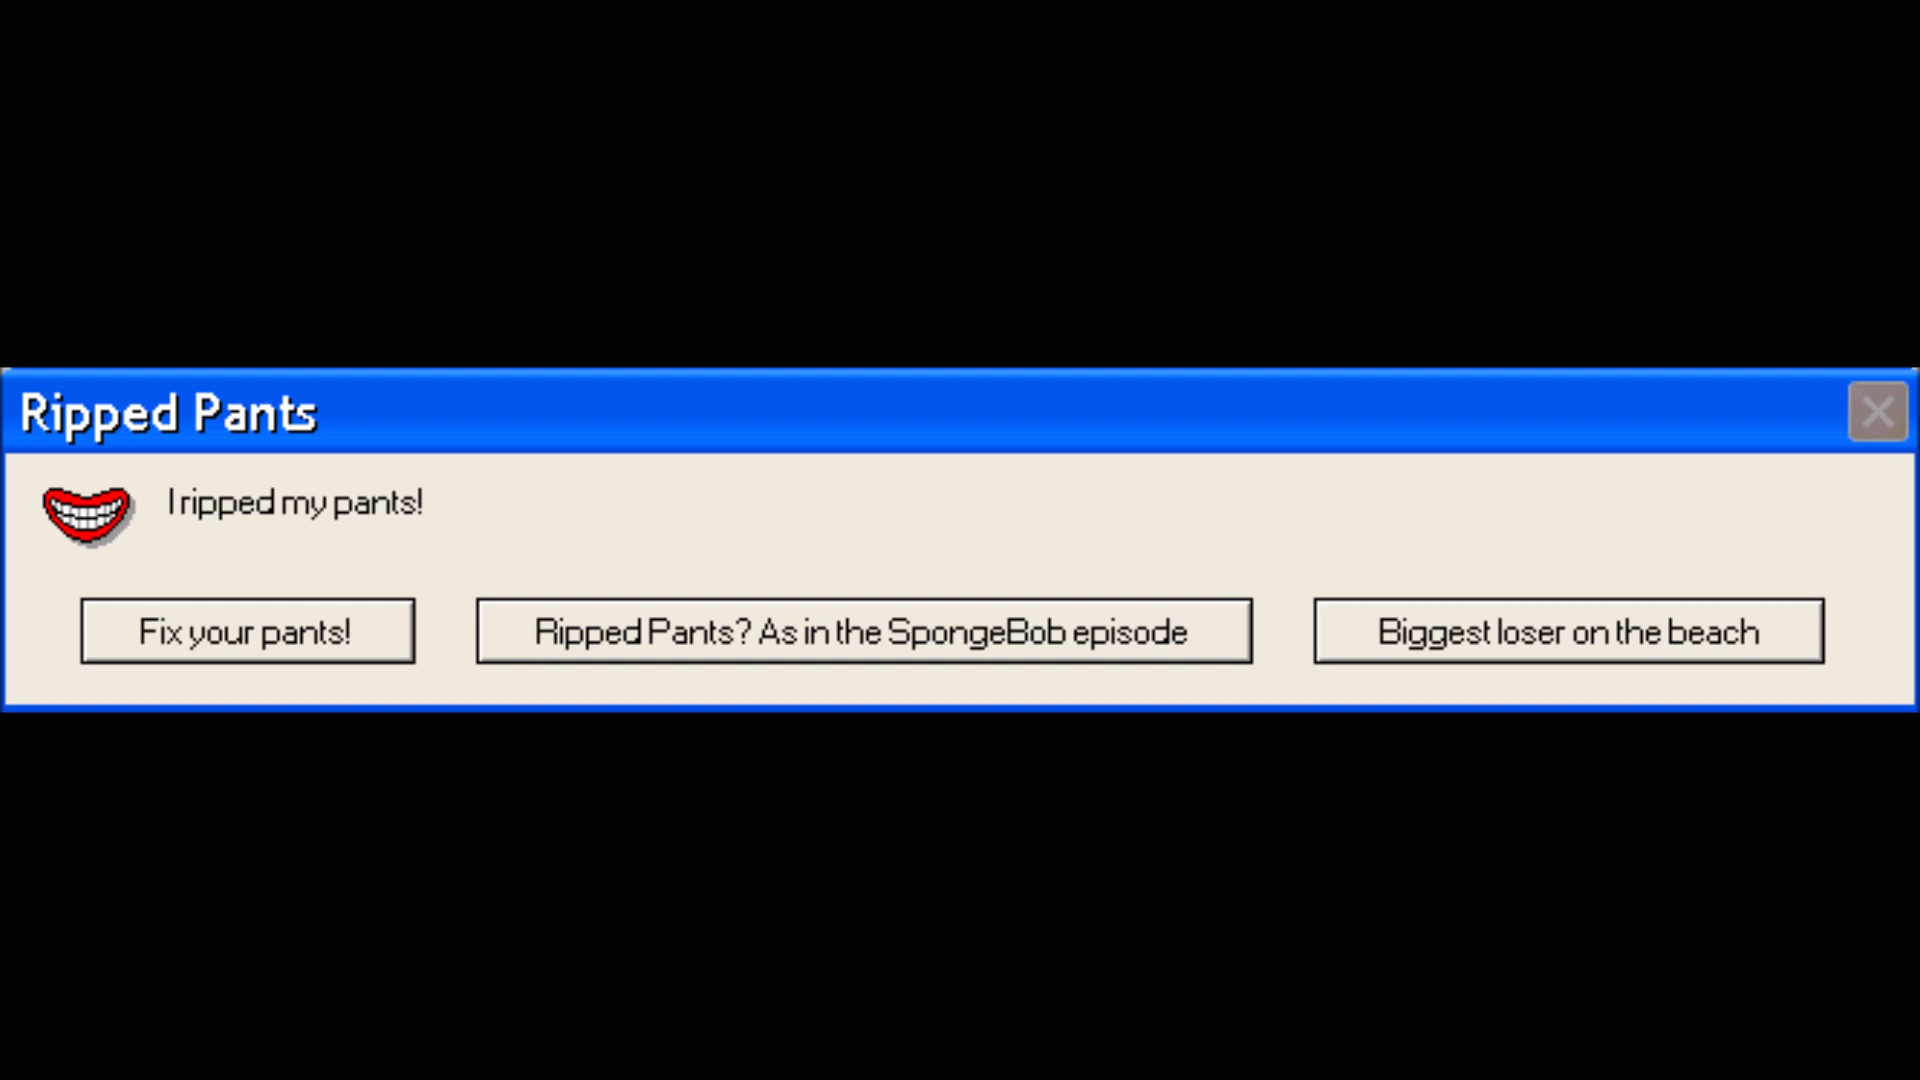 Ripped Pants
I ripped my pants!
Fix your pants!
Ripped Pants? As in the SpongeBob episode
Biggest loser on the beach